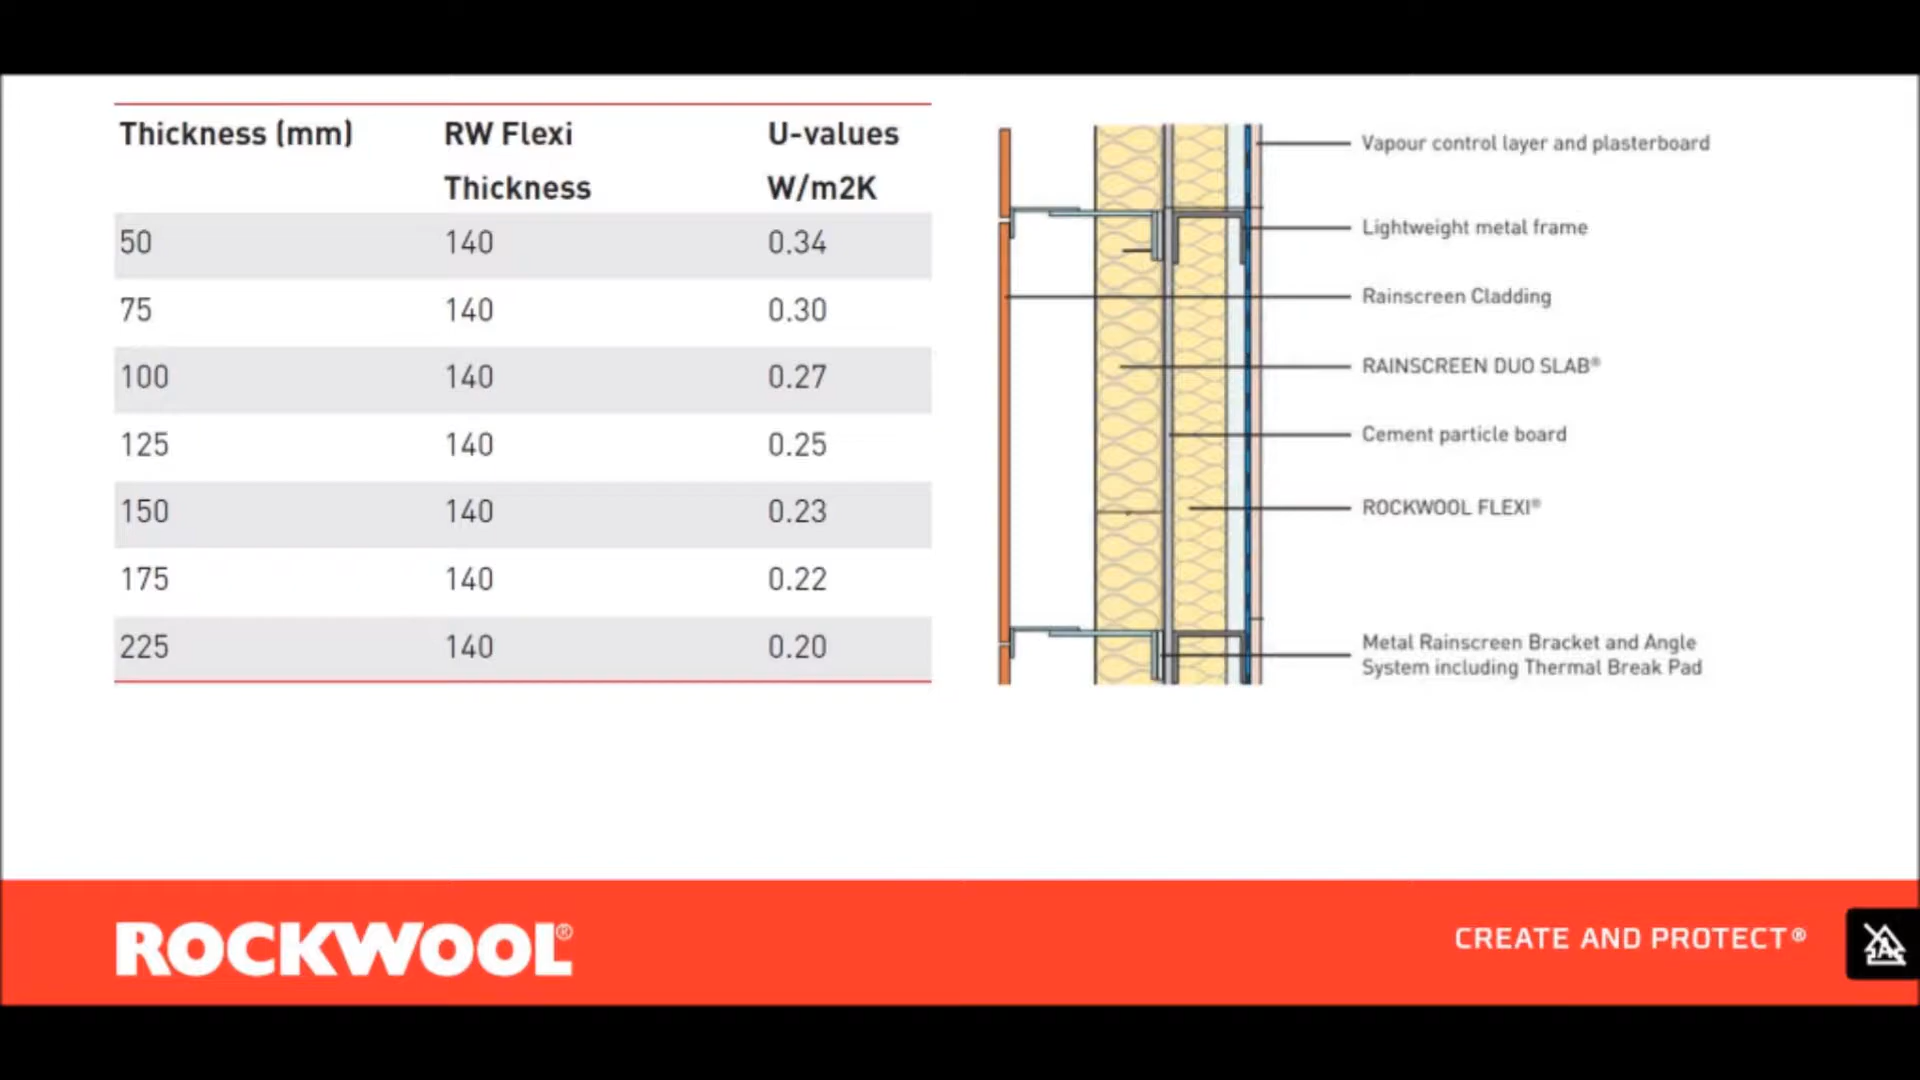 Thickness (mm) RW Flexi U-values
Thickness W/m2K
50 140 0.34
75 140 0.30
100 140 0.27
125 140 0.25
150 140 0.23
175 140 0.22
225 140 0.20
Vapour control layer and plasterboard
Lightweight metal frame
Rainscreen Cladding
RAINSCREEN DUO SLAB®
Cement particle board
ROCKWOOL FLEXI®
Metal Rainscreen Bracket and Angle
System including Thermal Break Pad
ROCKWOOL®
CREATE AND PROTECT®